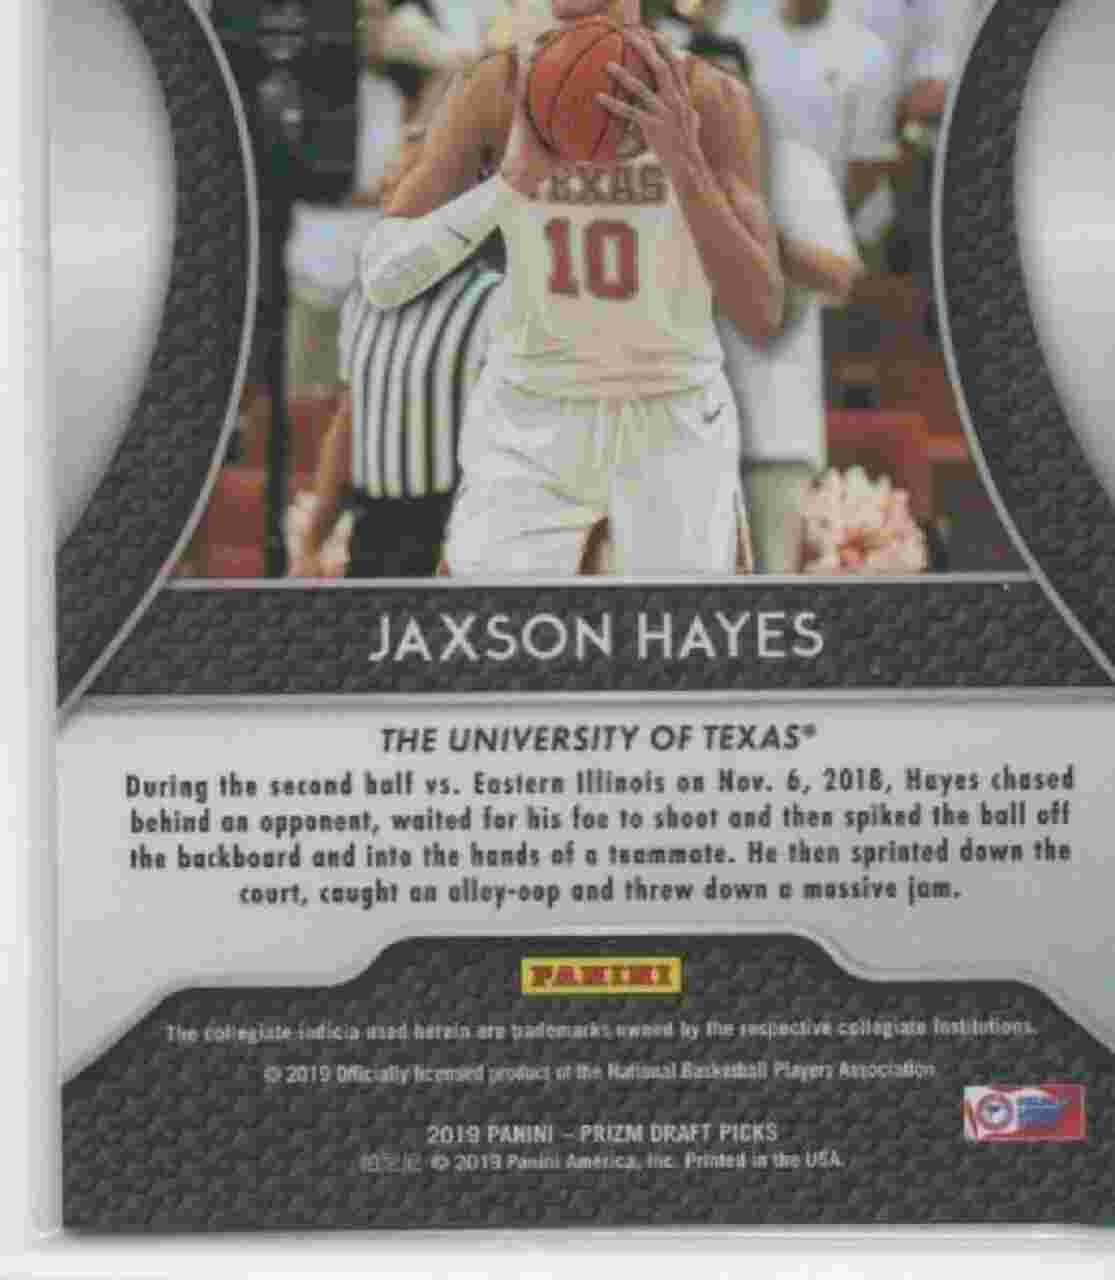 TEXAS
10
JAXSON HAYES
THE UNIVERSITY OF TEXAS®
During the second half vs. Eastern Illinois on Nov. 6, 2018, Hayes chased
behind an opponent, waited for his foe to shoot and then spiked the ball off
the backboard and into the hands of a teammate. He then sprinted down the
court, caught an alley-oop and threw down a massive jam.
PANINI
The collegiate indicia used herein are trademarks owned by the respective collegiate Institutions.
© 2019 Officially licensed product of the National Basketball Players Association
2019 PANINI – PRIZM DRAFT PICKS
© 2019 Panini America, Inc. Printed in the USA.